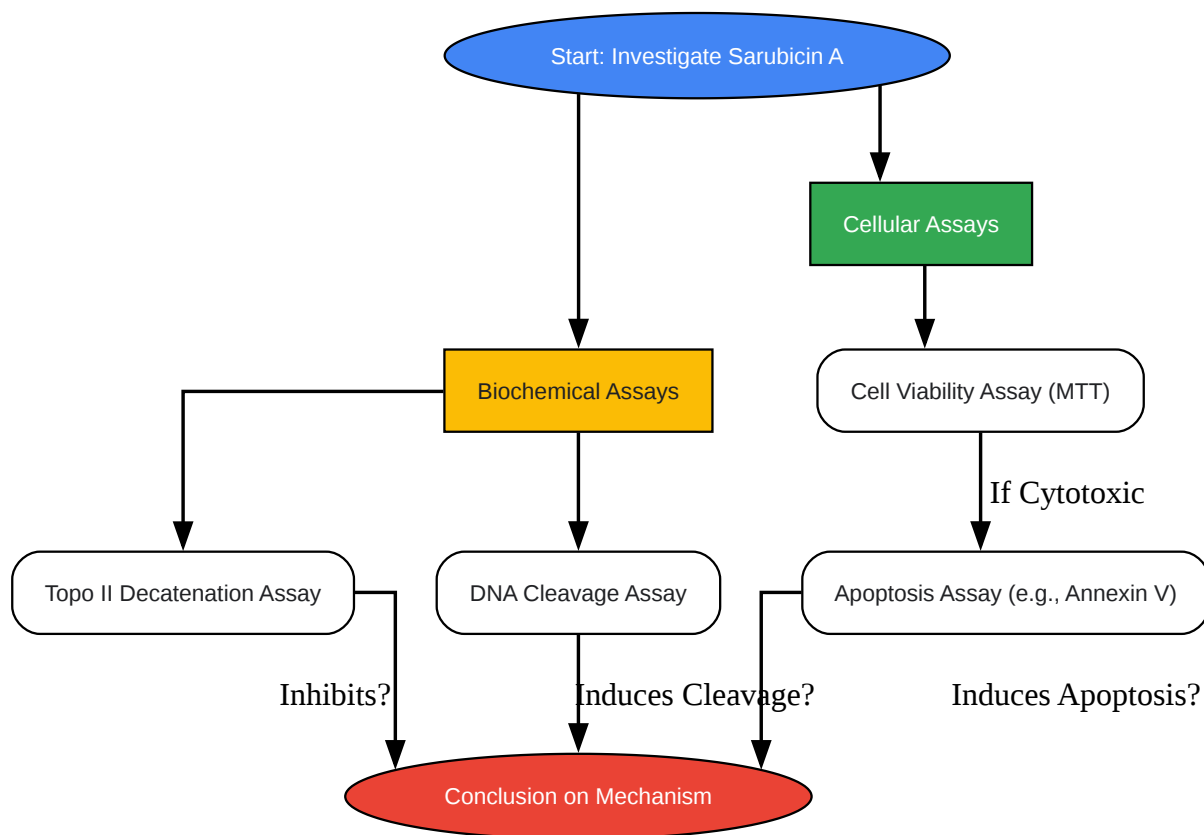 Start: Investigate Sarubicin A
Cellular Assays
Biochemical Assays
Cell Viability Assay (MTT)
If Cytotoxic
Topo II Decatenation Assay
DNA Cleavage Assay
Apoptosis Assay (e.g., Annexin V)
Inhibits?
Induces Cleavage?
Induces Apoptosis?
Conclusion on Mechanism